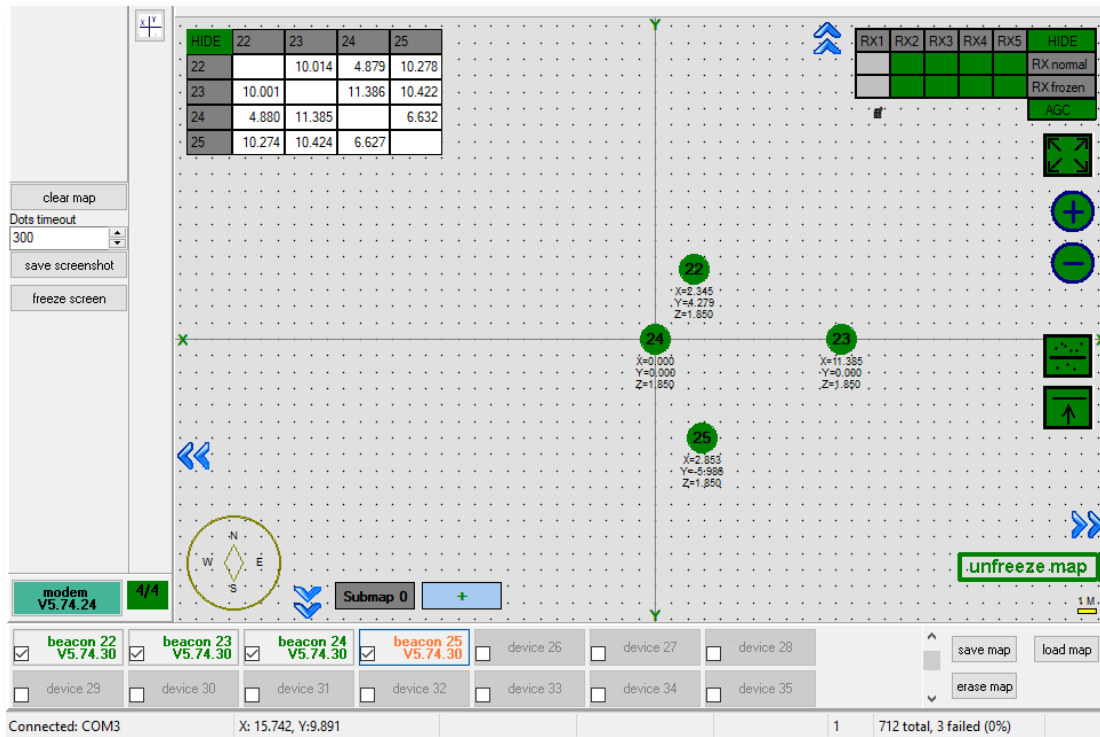 Y
HIDE 22 23 24 25
22 10.014 4.879 10.278
23 10.001 11.386 10.422
24 4.880 11.385 6.632
25 10.274 10.424 6.627
RX1 RX2 RX3 RX4 RX5 HIDE
RX normal
RX frozen
AGC
clear map
Dots timeout
300
save screenshot
freeze screen
22
X=2.345
Y=4.279
Z=1.850
X
24
X=0.000
Y=0.000
Z=1.850
23
X=11.385
Y=0.000
Z=1.850
25
X=2.853
Y=-5.988
Z=1.850
N
W E
S
unfreeze map
modem
V5.74.24
4/4
Submap 0
+
Y
1 M
beacon 22
V5.74.30
beacon 23
V5.74.30
beacon 24
V5.74.30
beacon 25
V5.74.30
device 26
device 27
device 28
save map
load map
device 29
device 30
device 31
device 32
device 33
device 34
device 35
erase map
Connected: COM3
X: 15.742, Y:9.891
1
712 total, 3 failed (0%)